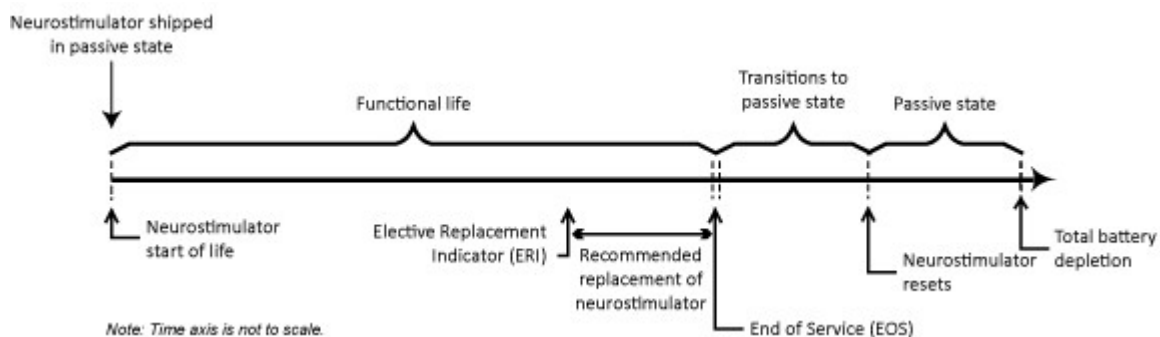 Neurostimulator shipped
in passive state
Functional life
Transitions to
passive state
Passive state
Neurostimulator
start of life
Elective Replacement
Indicator (ERI)
Recommended
replacement of
neurostimulator
End of Service (EOS)
Neurostimulator
resets
Total battery
depletion
Note: Time axis is not to scale.